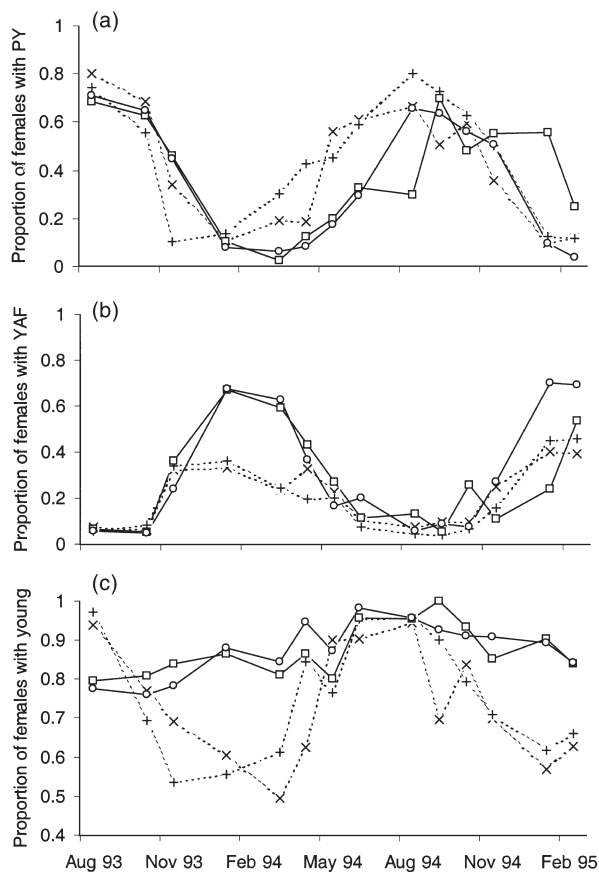 (a)
Proportion of females with PY
1
0.8
0.6
0.4
0.2
0
(b)
Proportion of females with YAF
1
0.8
0.6
0.4
0.2
0
(c)
Proportion of females with young
1
0.9
0.8
0.7
0.6
0.5
0.4
Aug 93 Nov 93 Feb 94 May 94 Aug 94 Nov 94 Feb 95